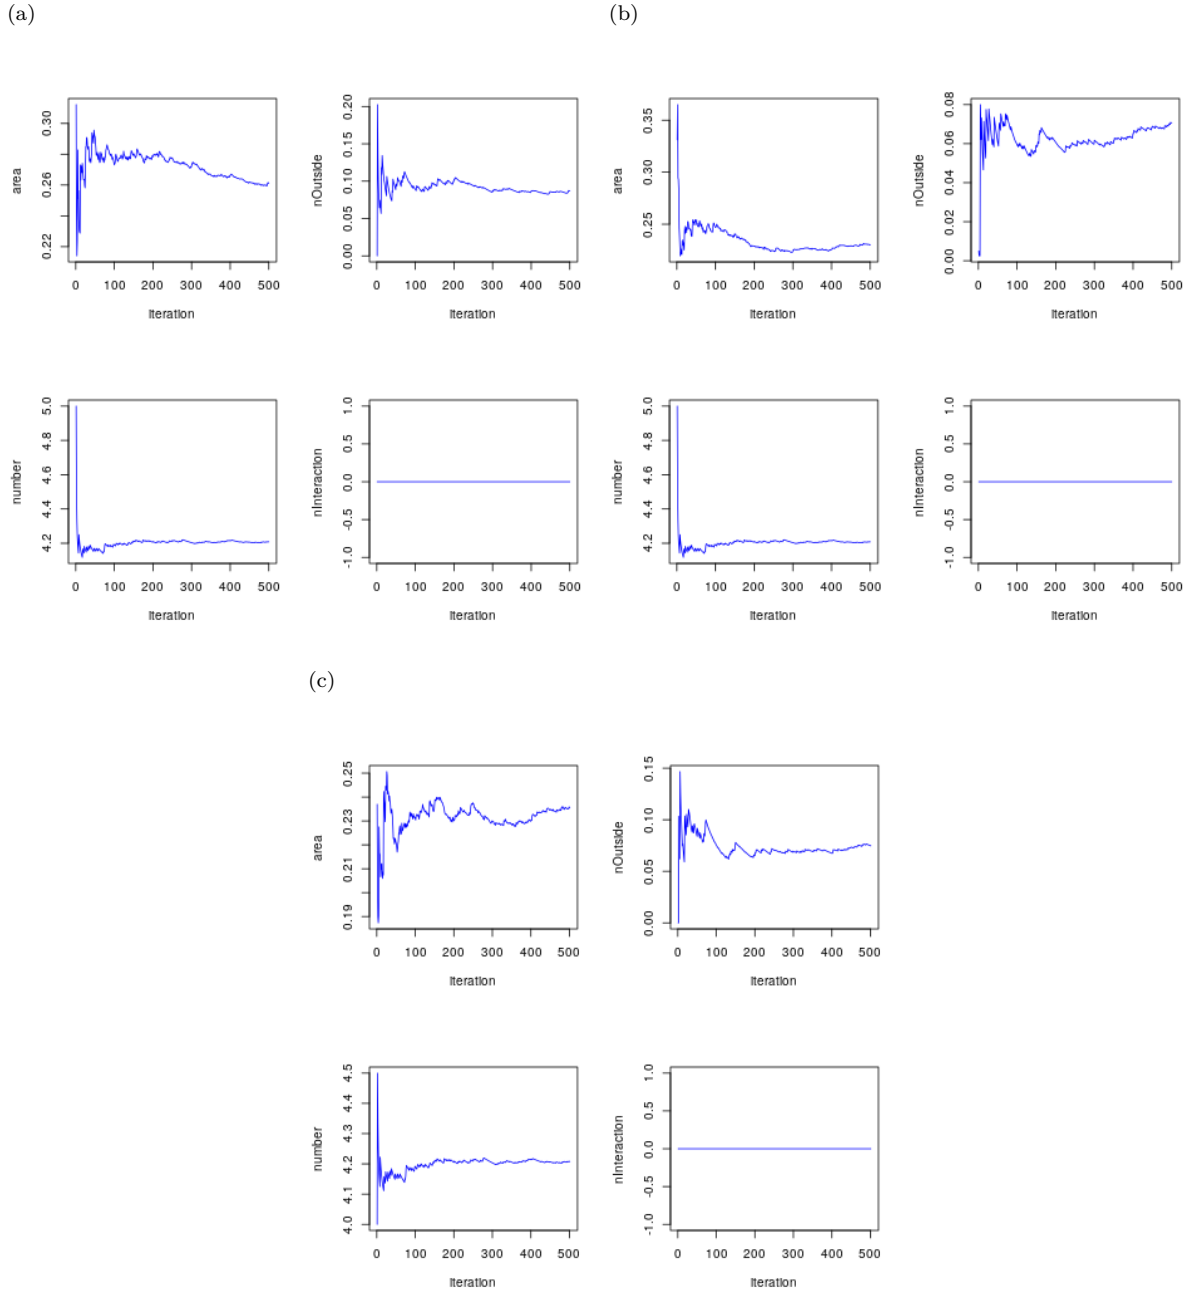 (a)
area
0.22 0.26 0.30
0 100 200 300 400 500
Iteration
nOutside
0.00 0.05 0.10 0.15 0.20
0 100 200 300 400 500
Iteration
number
4.2 4.4 4.6 4.8 5.0
0 100 200 300 400 500
Iteration
nInteraction
-1.0 -0.5 0.0 0.5 1.0
0 100 200 300 400 500
Iteration
(b)
area
0.25 0.30 0.35
0 100 200 300 400 500
Iteration
nOutside
0.00 0.02 0.04 0.06 0.08
0 100 200 300 400 500
Iteration
number
4.2 4.4 4.6 4.8 5.0
0 100 200 300 400 500
Iteration
nInteraction
-1.0 -0.5 0.0 0.5 1.0
0 100 200 300 400 500
Iteration
(c)
area
0.19 0.21 0.23 0.25
0 100 200 300 400 500
Iteration
nOutside
0.00 0.05 0.10 0.15
0 100 200 300 400 500
Iteration
number
4.0 4.1 4.2 4.3 4.4 4.5
0 100 200 300 400 500
Iteration
nInteraction
-1.0 -0.5 0.0 0.5 1.0
0 100 200 300 400 500
Iteration